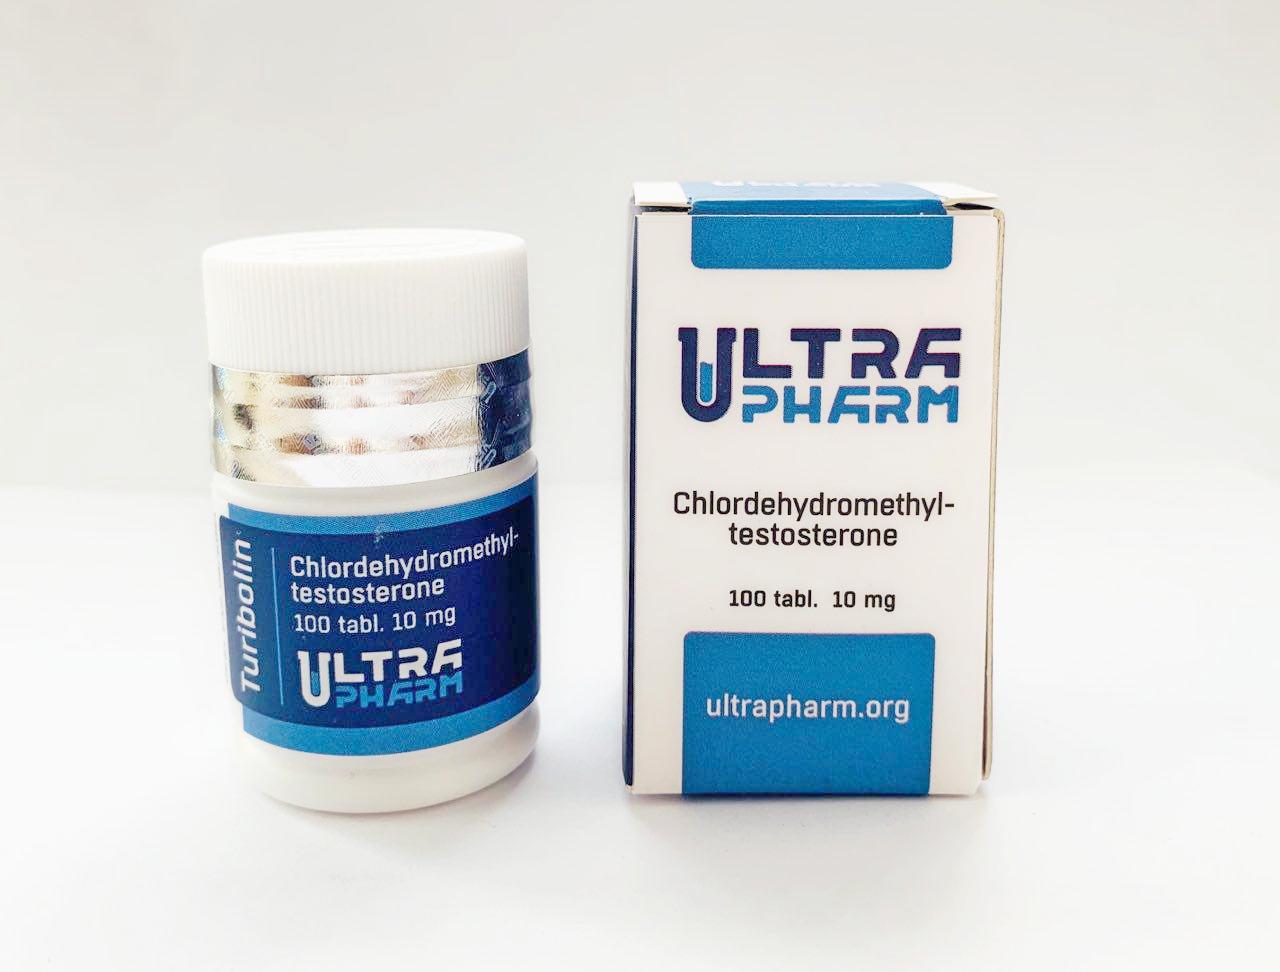 Turibolin
Chlordehydromethyl-
testosterone
100 tabl. 10 mg
ULTRA
PHARM
ULTRA
PHARM
Chlordehydromethyl-
testosterone
100 tabl. 10 mg
ultrapharm.org